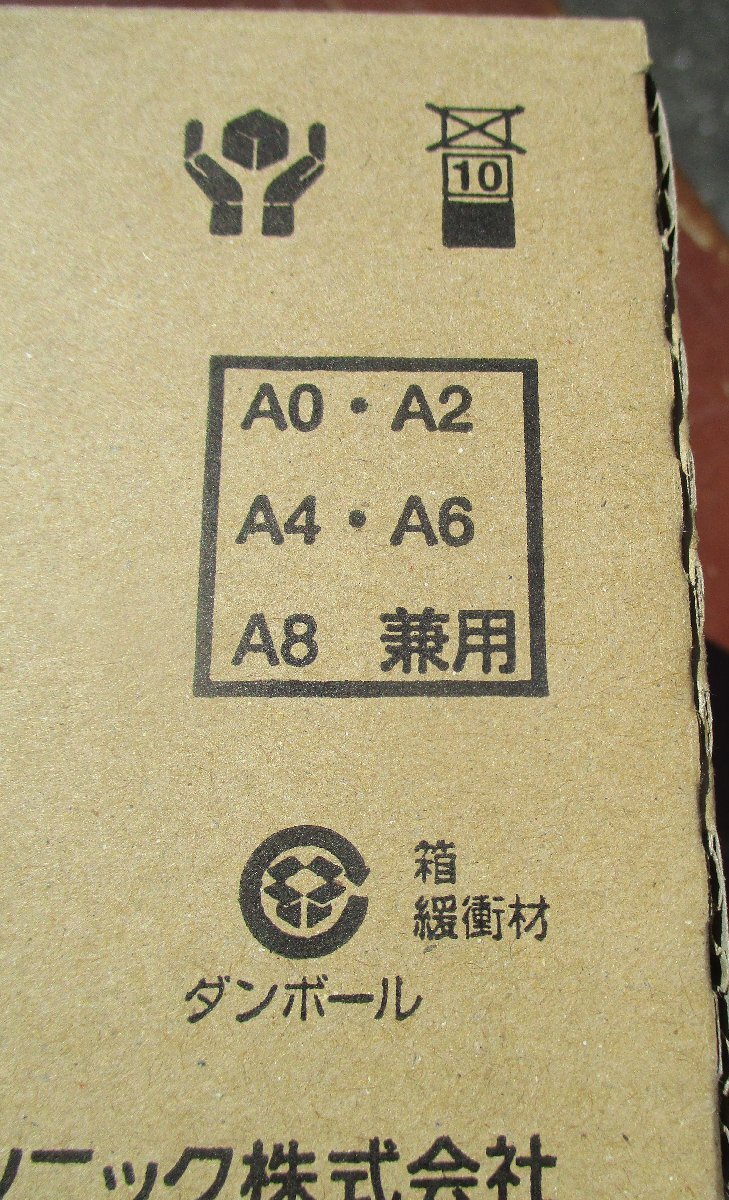 10
A0・A2
A4・A6
A8 兼用
箱
緩衝材
ダンボール
ソニック株式会社